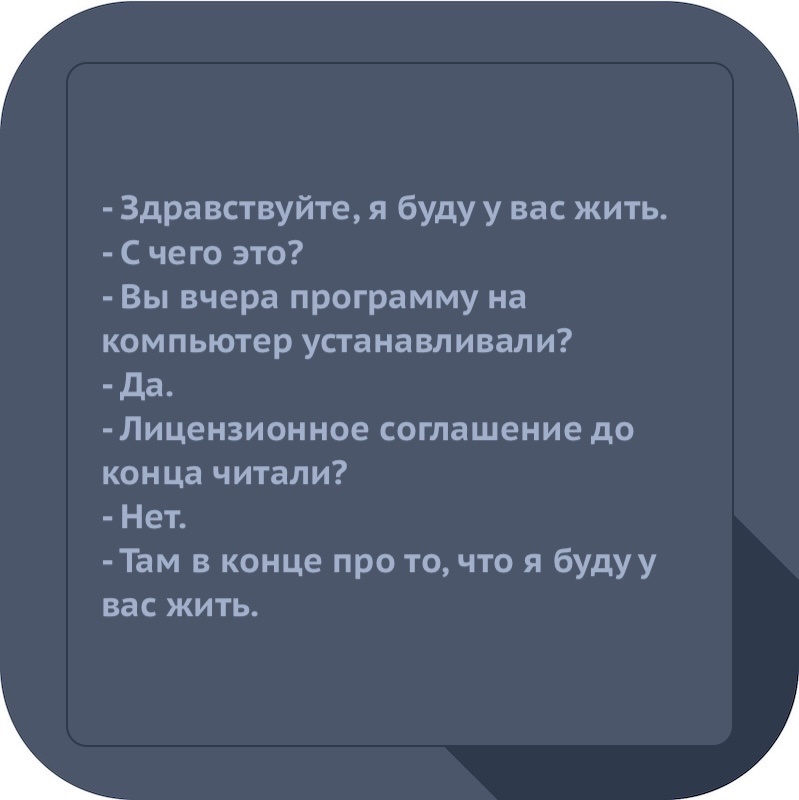 - Здравствуйте, я буду у вас жить.
- С чего это?
- Вы вчера программу на
компьютер устанавливали?
- Да.
- Лицензионное соглашение до
конца читали?
- Нет.
- Там в конце про то, что я буду у
вас жить.